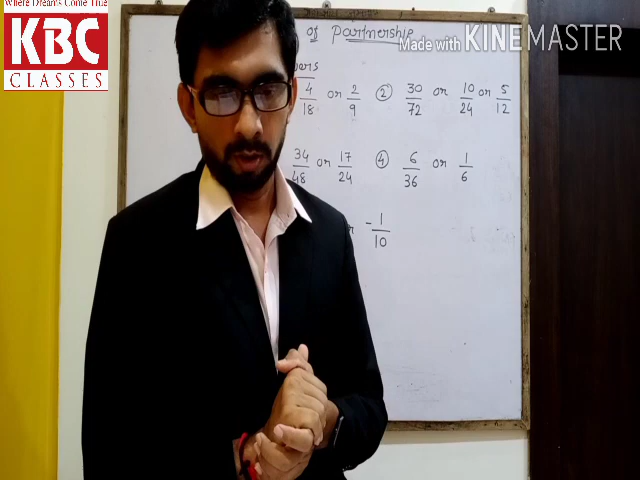 Where Dreams Come True
KBC
CLASSES
Made with KINEMASTER
of Partnership
4/18 or 2/9 ② 30/72 or 10/24 or 5/12
34/48 or 17/24 ④ 6/36 or 1/6
-1/10